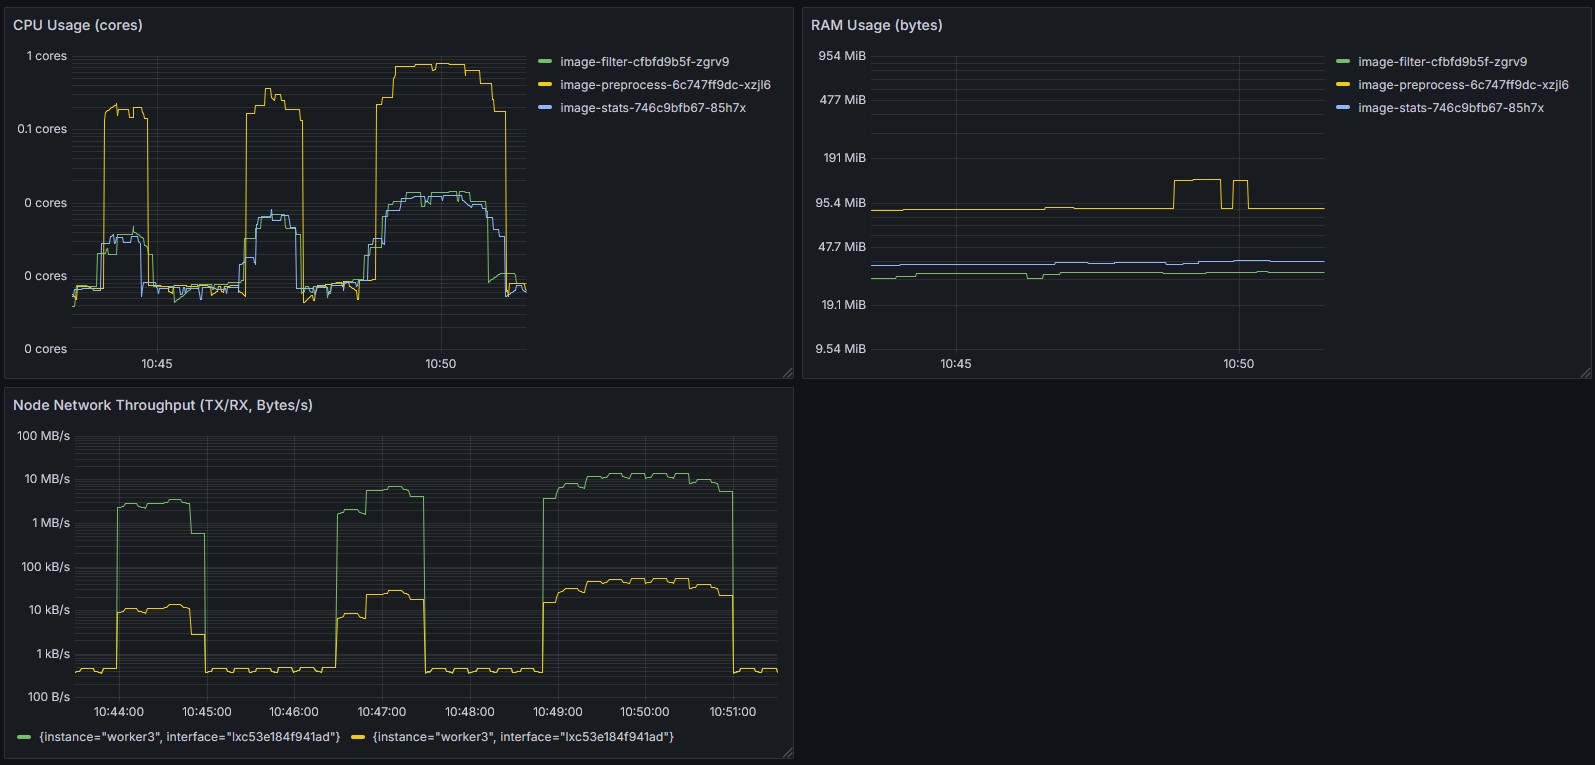 CPU Usage (cores)
1 cores
0.1 cores
0 cores
0 cores
0 cores
10:45
10:50
image-filter-cfbfd9b5f-zgrv9
image-preprocess-6c747ff9dc-xzjl6
image-stats-746c9bfb67-85h7x
RAM Usage (bytes)
954 MiB
477 MiB
191 MiB
95.4 MiB
47.7 MiB
19.1 MiB
9.54 MiB
10:45
10:50
image-filter-cfbfd9b5f-zgrv9
image-preprocess-6c747ff9dc-xzjl6
image-stats-746c9bfb67-85h7x
Node Network Throughput (TX/RX, Bytes/s)
100 MB/s
10 MB/s
1 MB/s
100 kB/s
10 kB/s
1 kB/s
100 B/s
10:44:00 10:45:00 10:46:00 10:47:00 10:48:00 10:49:00 10:50:00 10:51:00
{instance="worker3", interface="lxc53e184f941ad"} {instance="worker3", interface="lxc53e184f941ad"}